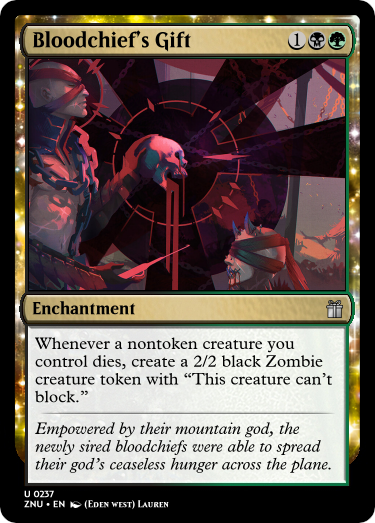 Bloodchief's Gift 1
Enchantment
Whenever a nontoken creature you
control dies, create a 2/2 black Zombie
creature token with “This creature can't
block.”
Empowered by their mountain god, the
newly sired bloodchiefs were able to spread
their god's ceaseless hunger across the plane.
U 0237
ZNU • EN (Eden west) Lauren